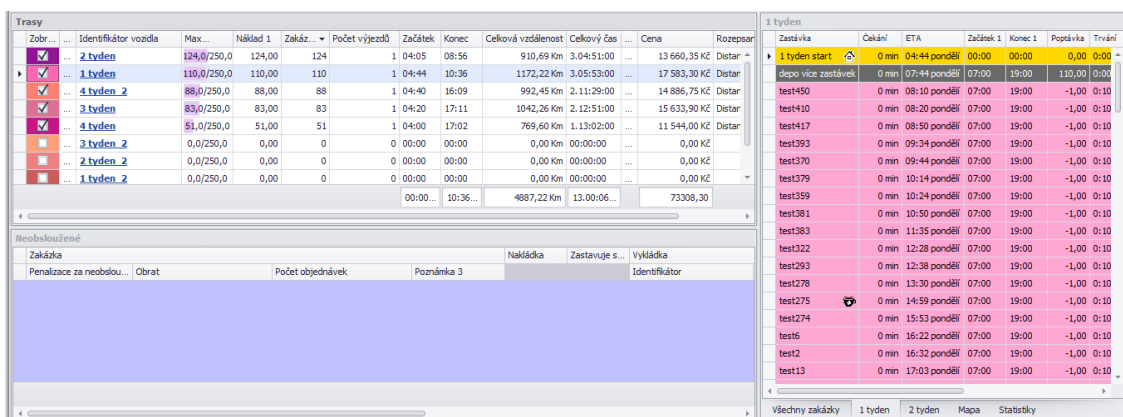 Trasy
Zobr... ... Identifikátor vozidla Max... Náklad 1 Zakáz... Počet výjezdů Začátek Konec Celková vzdálenost Celkový čas ... Cena Rozepsan
... 2 tyden 124,0/250,0 124,00 124 1 04:05 08:56 910,69 Km 3.04:51:00 ... 13 660,35 Kč Distar
... 1 tyden 110,0/250,0 110,00 110 1 04:44 10:36 1172,22 Km 3.05:53:00 ... 17 583,30 Kč Distar
... 4 tyden_2 88,0/250,0 88,00 88 1 04:40 16:09 992,45 Km 2.11:29:00 ... 14 886,75 Kč Distar
... 3 tyden 83,0/250,0 83,00 83 1 04:20 17:11 1042,26 Km 2.12:51:00 ... 15 633,90 Kč Distar
... 4 tyden 51,0/250,0 51,00 51 1 04:00 17:02 769,60 Km 1.13:02:00 ... 11 544,00 Kč Distar
... 3 tyden_2 0,0/250,0 0,00 0 0 00:00 00:00 0,00 Km 00:00:00 ... 0,00 Kč
... 2 tyden_2 0,0/250,0 0,00 0 0 00:00 00:00 0,00 Km 00:00:00 ... 0,00 Kč
... 1 tyden_2 0,0/250,0 0,00 0 0 00:00 00:00 0,00 Km 00:00:00 ... 0,00 Kč
00:00... 10:36... 4887,22 Km 13.00:06... 73308,30
Neobsloužené
Zakázka Nakládka Zastavuje s... Vykládka
Penalizace za neobslou... Obrat Počet objednávek Poznámka 3 Identifikátor
1 tyden
Zastávka Čekání ETA Začátek 1 Konec 1 Poptávka Trvání
1 tyden start 0 min 04:44 pondělí 00:00 00:00 0,00 0:00
depo více zastávek 0 min 07:44 pondělí 07:00 19:00 110,00 0:00
test450 0 min 08:10 pondělí 07:00 19:00 -1,00 0:10
test410 0 min 08:20 pondělí 07:00 19:00 -1,00 0:10
test417 0 min 08:50 pondělí 07:00 19:00 -1,00 0:10
test393 0 min 09:34 pondělí 07:00 19:00 -1,00 0:10
test370 0 min 09:44 pondělí 07:00 19:00 -1,00 0:10
test379 0 min 10:14 pondělí 07:00 19:00 -1,00 0:10
test359 0 min 10:24 pondělí 07:00 19:00 -1,00 0:10
test381 0 min 10:50 pondělí 07:00 19:00 -1,00 0:10
test383 0 min 11:35 pondělí 07:00 19:00 -1,00 0:10
test322 0 min 12:28 pondělí 07:00 19:00 -1,00 0:10
test293 0 min 12:38 pondělí 07:00 19:00 -1,00 0:10
test278 0 min 13:30 pondělí 07:00 19:00 -1,00 0:10
test275 0 min 14:59 pondělí 07:00 19:00 -1,00 0:10
test274 0 min 15:53 pondělí 07:00 19:00 -1,00 0:10
test6 0 min 16:22 pondělí 07:00 19:00 -1,00 0:10
test2 0 min 16:32 pondělí 07:00 19:00 -1,00 0:10
test13 0 min 17:03 pondělí 07:00 19:00 -1,00 0:10
Všechny zakázky 1 tyden 2 tyden Mapa Statistiky